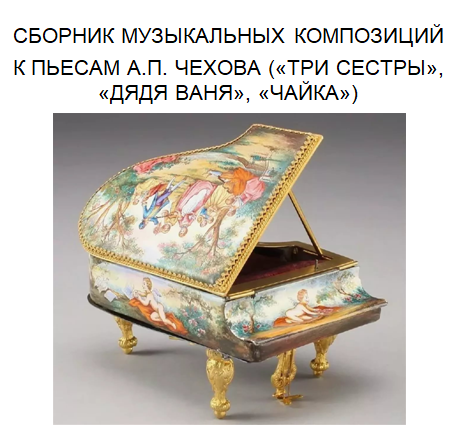 СБОРНИК МУЗЫКАЛЬНЫХ КОМПОЗИЦИЙ
К ПЬЕСАМ А.П. ЧЕХОВА («ТРИ СЕСТРЫ»,
«ДЯДЯ ВАНЯ», «ЧАЙКА»)